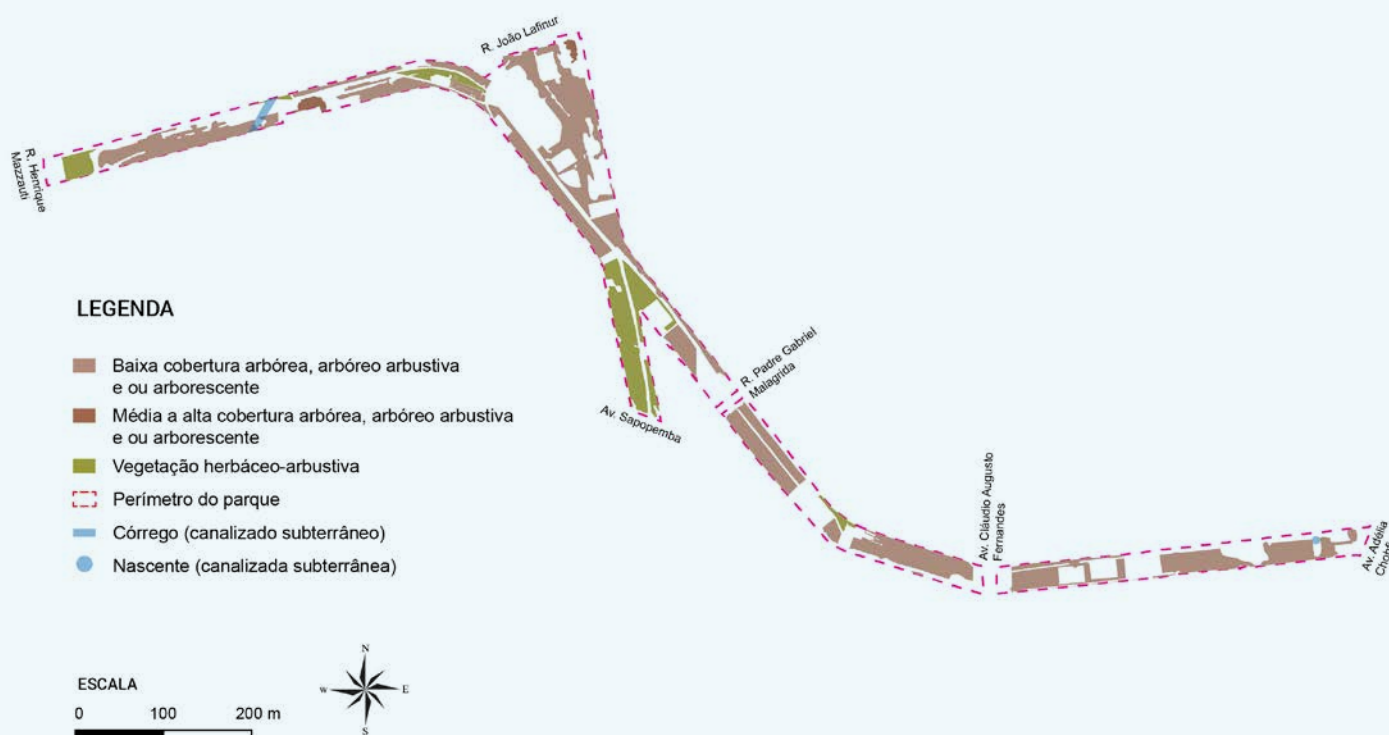 R. João Lafinur
R. Henrique
Mazzauti
LEGENDA
Baixa cobertura arbórea, arbóreo arbustiva
e ou arborescente
Média a alta cobertura arbórea, arbóreo arbustiva
e ou arborescente
Vegetação herbáceo-arbustiva
Perímetro do parque
Córrego (canalizado subterrâneo)
Nascente (canalizada subterrânea)
R. Padre Gabriel
Malagrida
Av. Sapopemba
Av. Cláudio Augusto
Fernandes
Av. Adélia
ESCALA
0 100 200 m
N
W E
S